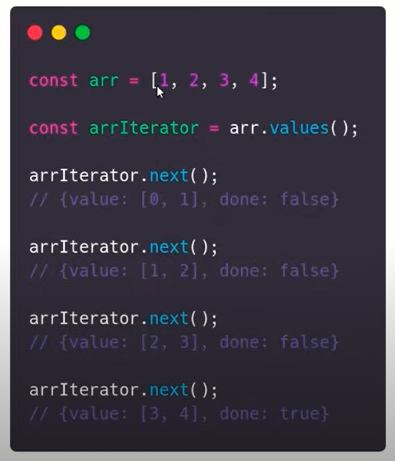 const arr = [1, 2, 3, 4];
const arrIterator = arr.values();
arrIterator.next();
// {value: [0, 1], done: false}
arrIterator.next();
// {value: [1, 2], done: false}
arrIterator.next();
// {value: [2, 3], done: false}
arrIterator.next();
// {value: [3, 4], done: true}